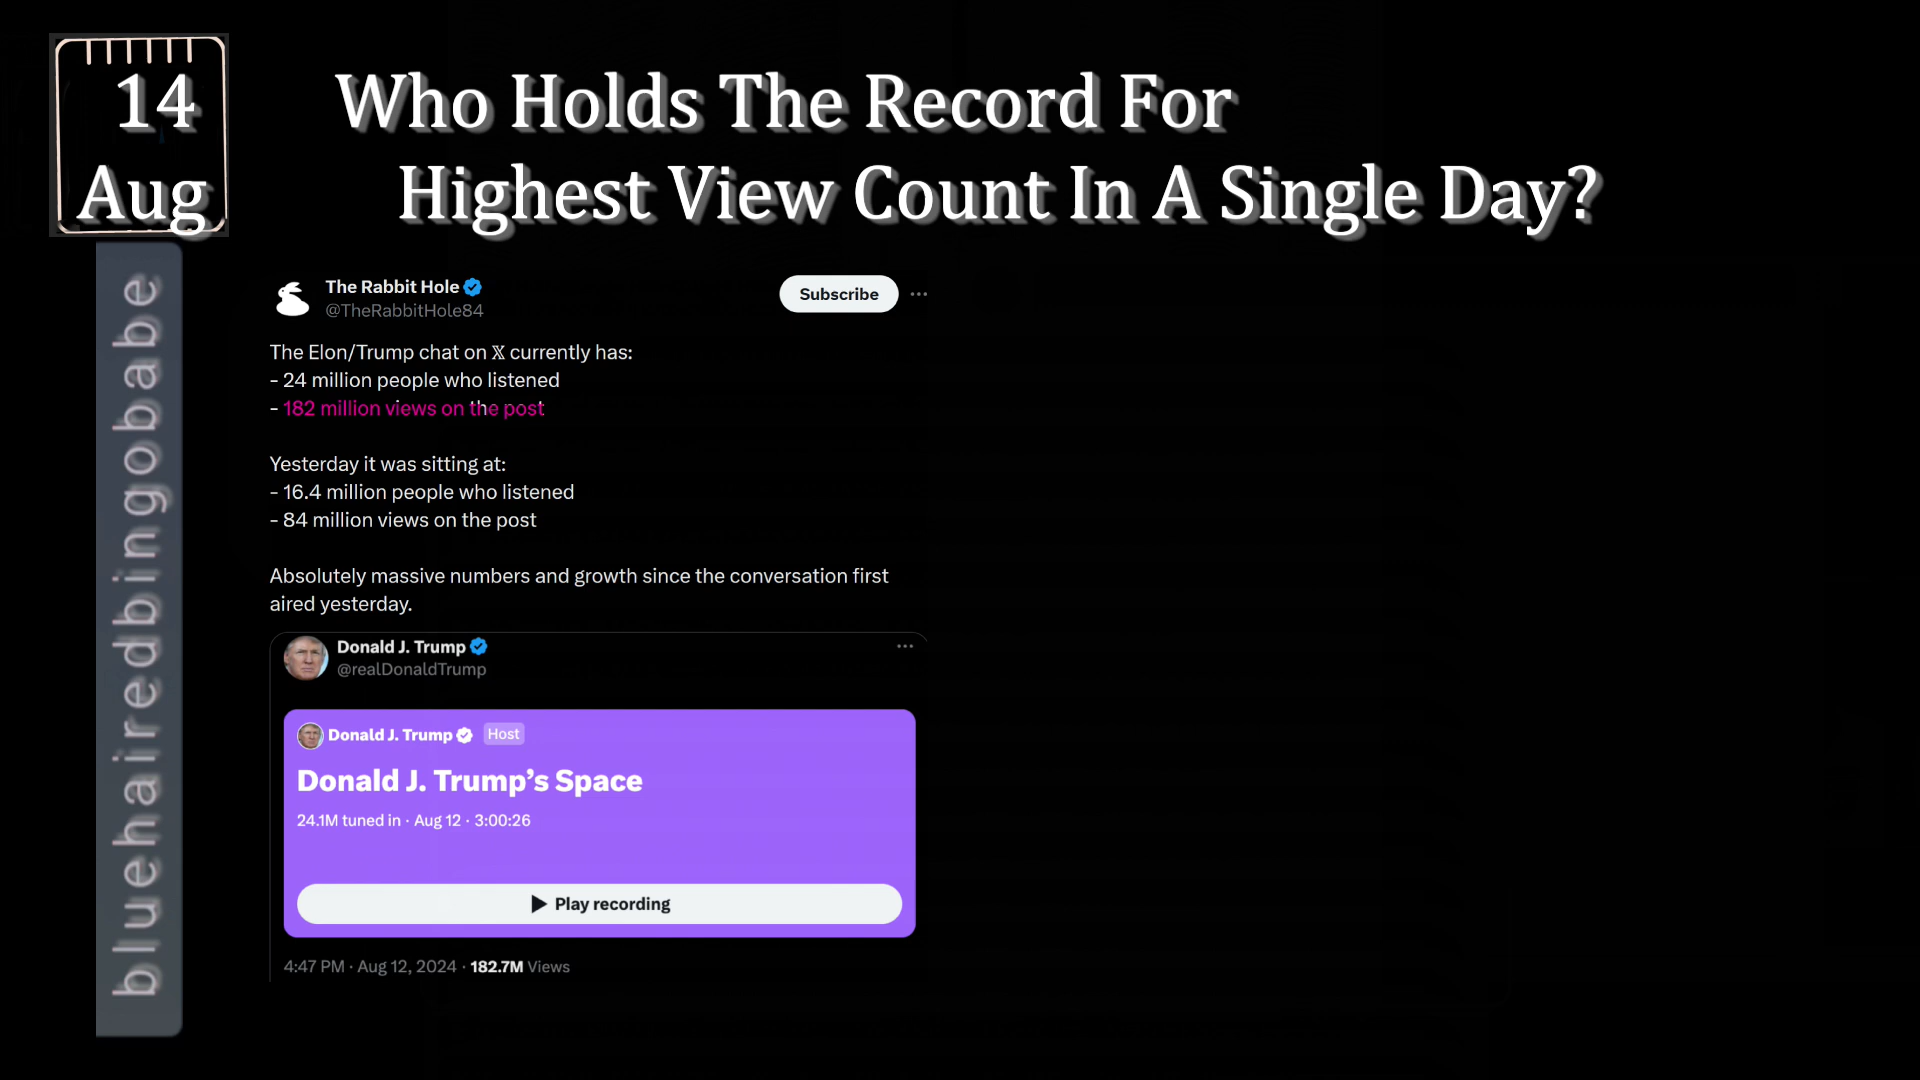 14
Aug
Who Holds The Record For
Highest View Count In A Single Day?
bluehairedbingobabe
The Rabbit Hole
@TheRabbitHole84
Subscribe
The Elon/Trump chat on 𝕏 currently has:
- 24 million people who listened
- 182 million views on the post
Yesterday it was sitting at:
- 16.4 million people who listened
- 84 million views on the post
Absolutely massive numbers and growth since the conversation first
aired yesterday.
Donald J. Trump
@realDonaldTrump
Donald J. Trump Host
Donald J. Trump’s Space
24.1M tuned in · Aug 12 · 3:00:26
Play recording
4:47 PM · Aug 12, 2024 · 182.7M Views